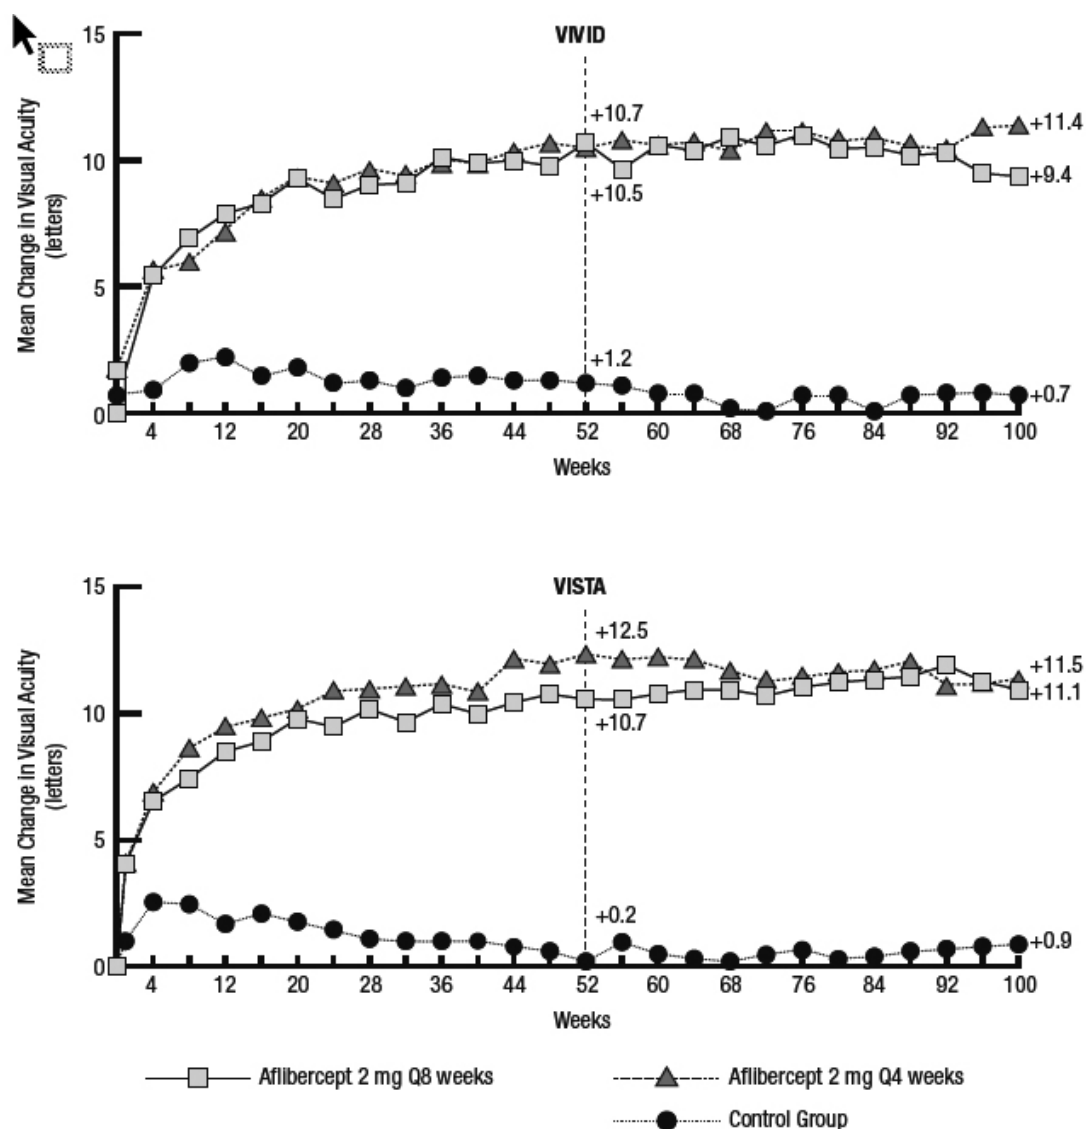 VIVID
15
10
5
0
Mean Change in Visual Acuity
(letters)
+10.7
+10.5
+1.2
+11.4
+9.4
+0.7
4 12 20 28 36 44 52 60 68 76 84 92 100
Weeks
VISTA
15
10
5
0
Mean Change in Visual Acuity
(letters)
+12.5
+10.7
+0.2
+11.5
+11.1
+0.9
4 12 20 28 36 44 52 60 68 76 84 92 100
Weeks
Aflibercept 2 mg Q8 weeks
Aflibercept 2 mg Q4 weeks
Control Group